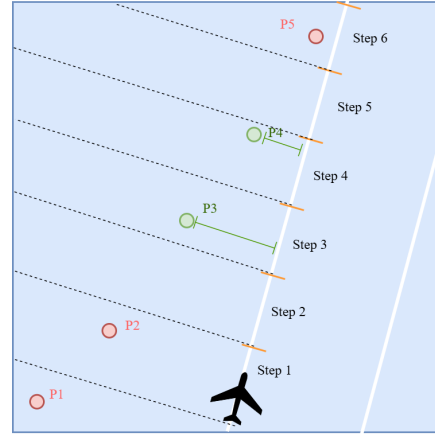 P5
Step 6
Step 5
P4
Step 4
P3
Step 3
Step 2
P2
Step 1
P1